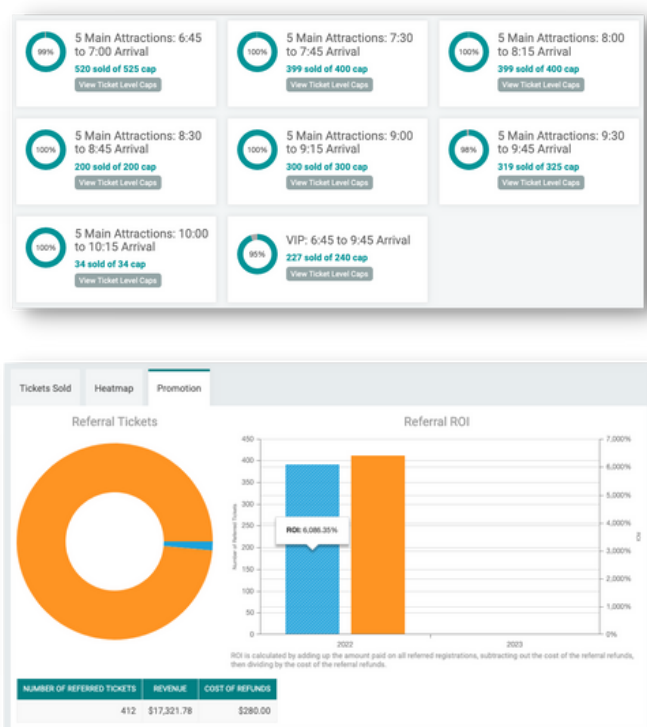 99%
5 Main Attractions: 6:45
to 7:00 Arrival
520 sold of 525 cap
View Ticket Level Caps
100%
5 Main Attractions: 7:30
to 7:45 Arrival
399 sold of 400 cap
View Ticket Level Caps
100%
5 Main Attractions: 8:00
to 8:15 Arrival
399 sold of 400 cap
View Ticket Level Caps
100%
5 Main Attractions: 8:30
to 8:45 Arrival
200 sold of 200 cap
View Ticket Level Caps
100%
5 Main Attractions: 9:00
to 9:15 Arrival
300 sold of 300 cap
View Ticket Level Caps
98%
5 Main Attractions: 9:30
to 9:45 Arrival
319 sold of 325 cap
View Ticket Level Caps
100%
5 Main Attractions: 10:00
to 10:15 Arrival
34 sold of 34 cap
View Ticket Level Caps
95%
VIP: 6:45 to 9:45 Arrival
227 sold of 240 cap
View Ticket Level Caps
Tickets Sold Heatmap Promotion
Referral Tickets
Referral ROI
Number of Referred Tickets
450
400
350
300
250
200
150
100
50
0
ROI: 6,086.35%
7,000%
6,000%
5,000%
4,000%
3,000%
2,000%
1,000%
0%
ROI
2022 2023
ROI is calculated by adding up the amount paid on all referred registrations, subtracting out the cost of the referral refunds,
then dividing by the cost of the referral refunds.
NUMBER OF REFERRED TICKETS REVENUE COST OF REFUNDS
412 $17,321.78 $280.00